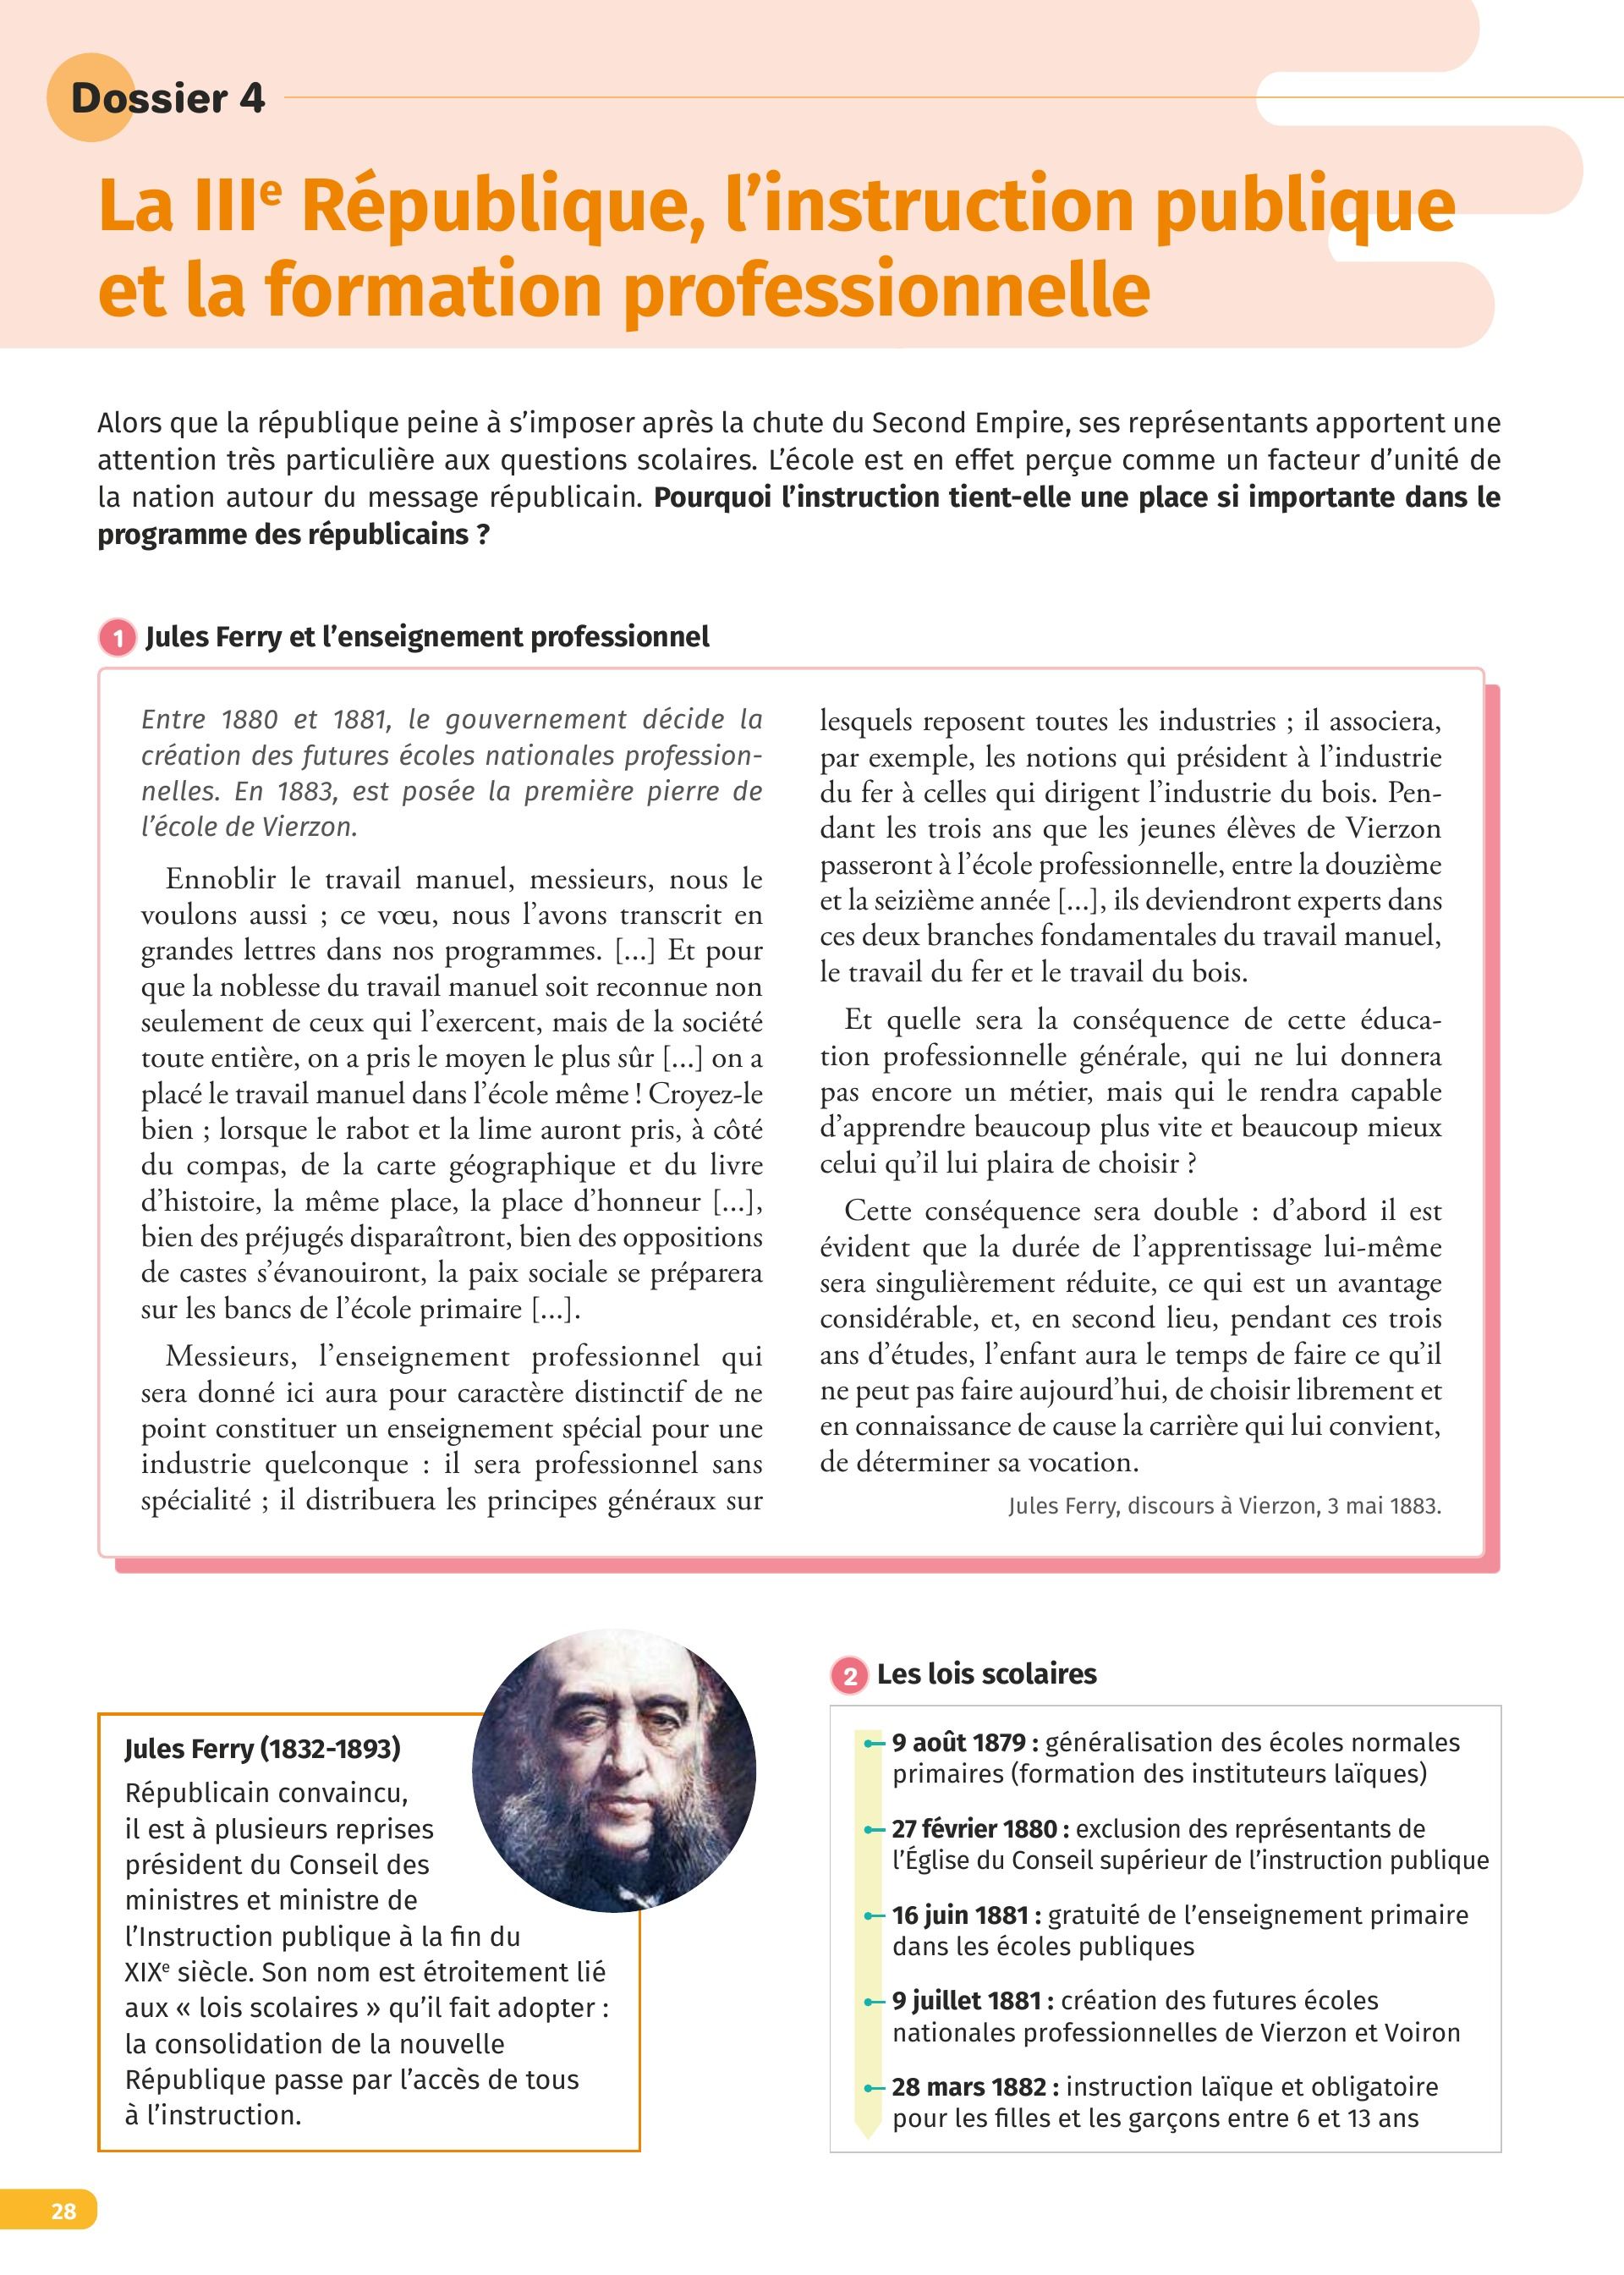 Dossier 4
La IIIe République, l’instruction publique
et la formation professionnelle
Alors que la république peine à s’imposer après la chute du Second Empire, ses représentants apportent une
attention très particulière aux questions scolaires. L’école est en effet perçue comme un facteur d’unité de
la nation autour du message républicain. Pourquoi l’instruction tient-elle une place si importante dans le
programme des républicains ?
1 Jules Ferry et l’enseignement professionnel
Entre 1880 et 1881, le gouvernement décide la
création des futures écoles nationales profession-
nelles. En 1883, est posée la première pierre de
l’école de Vierzon.
Ennoblir le travail manuel, messieurs, nous le
voulons aussi ; ce vœu, nous l’avons transcrit en
grandes lettres dans nos programmes. [...] Et pour
que la noblesse du travail manuel soit reconnue non
seulement de ceux qui l’exercent, mais de la société
toute entière, on a pris le moyen le plus sûr [...] on a
placé le travail manuel dans l’école même ! Croyez-le
bien ; lorsque le rabot et la lime auront pris, à côté
du compas, de la carte géographique et du livre
d’histoire, la même place, la place d’honneur [...],
bien des préjugés disparaîtront, bien des oppositions
de castes s’évanouiront, la paix sociale se préparera
sur les bancs de l’école primaire [...].
Messieurs, l’enseignement professionnel qui
sera donné ici aura pour caractère distinctif de ne
point constituer un enseignement spécial pour une
industrie quelconque : il sera professionnel sans
spécialité ; il distribuera les principes généraux sur
lesquels reposent toutes les industries ; il associera,
par exemple, les notions qui président à l’industrie
du fer à celles qui dirigent l’industrie du bois. Pen-
dant les trois ans que les jeunes élèves de Vierzon
passeront à l’école professionnelle, entre la douzième
et la seizième année [...], ils deviendront experts dans
ces deux branches fondamentales du travail manuel,
le travail du fer et le travail du bois.
Et quelle sera la conséquence de cette éduca-
tion professionnelle générale, qui ne lui donnera
pas encore un métier, mais qui le rendra capable
d’apprendre beaucoup plus vite et beaucoup mieux
celui qu’il lui plaira de choisir ?
Cette conséquence sera double : d’abord il est
évident que la durée de l’apprentissage lui-même
sera singulièrement réduite, ce qui est un avantage
considérable, et, en second lieu, pendant ces trois
ans d’études, l’enfant aura le temps de faire ce qu’il
ne peut pas faire aujourd’hui, de choisir librement et
en connaissance de cause la carrière qui lui convient,
de déterminer sa vocation.
Jules Ferry, discours à Vierzon, 3 mai 1883.
Jules Ferry (1832-1893)
Républicain convaincu,
il est à plusieurs reprises
président du Conseil des
ministres et ministre de
l’Instruction publique à la fin du
XIXe siècle. Son nom est étroitement lié
aux « lois scolaires » qu’il fait adopter :
la consolidation de la nouvelle
République passe par l’accès de tous
à l’instruction.
2 Les lois scolaires
9 août 1879 : généralisation des écoles normales
primaires (formation des instituteurs laïques)
27 février 1880 : exclusion des représentants de
l’Église du Conseil supérieur de l’instruction publique
16 juin 1881 : gratuité de l’enseignement primaire
dans les écoles publiques
9 juillet 1881 : création des futures écoles
nationales professionnelles de Vierzon et Voiron
28 mars 1882 : instruction laïque et obligatoire
pour les filles et les garçons entre 6 et 13 ans
28